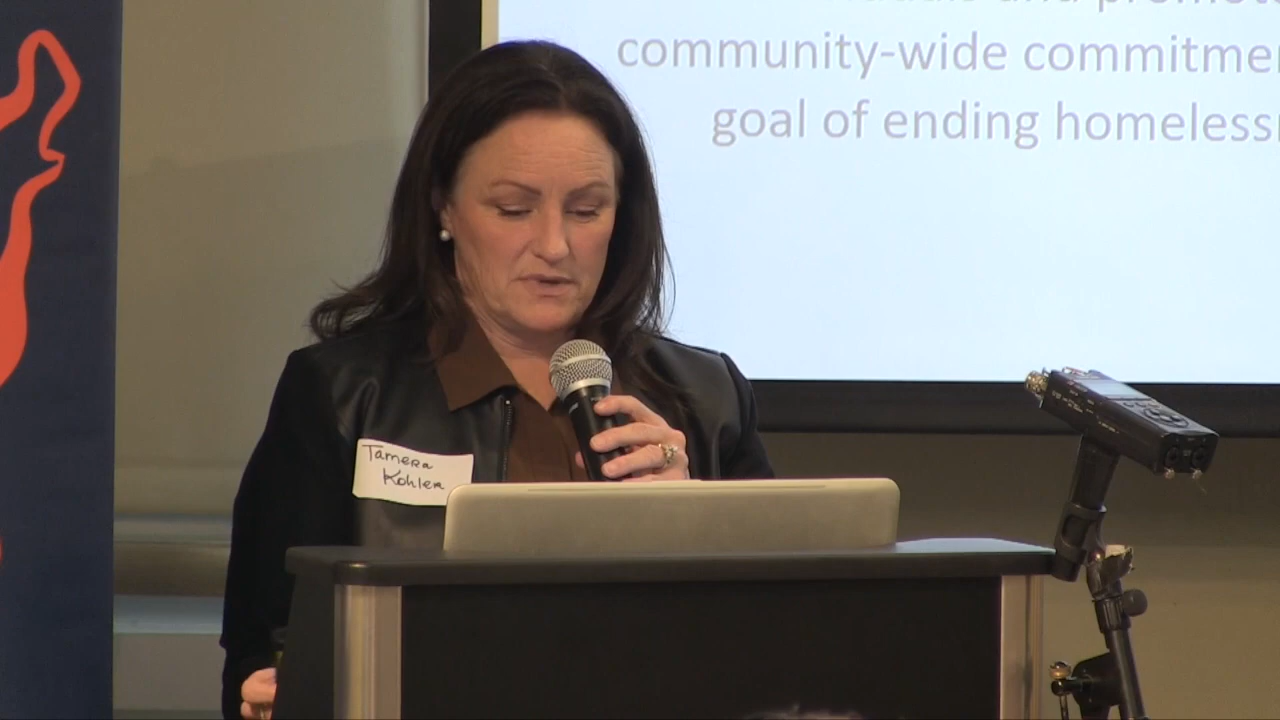 community-wide commitme
goal of ending homeless
Tamera
Kohler